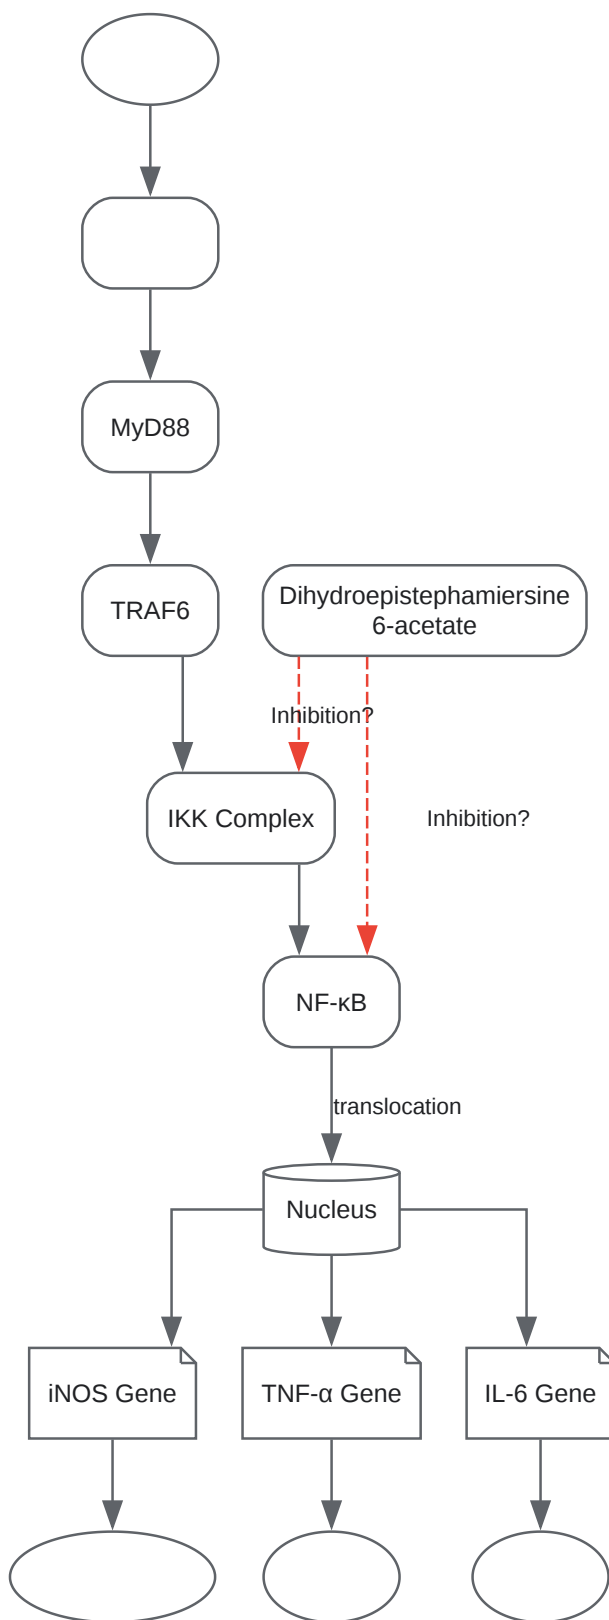 MyD88
TRAF6
Dihydroepistephamiersine
6-acetate
Inhibition?
IKK Complex
Inhibition?
NF-κB
translocation
Nucleus
iNOS Gene
TNF-α Gene
IL-6 Gene